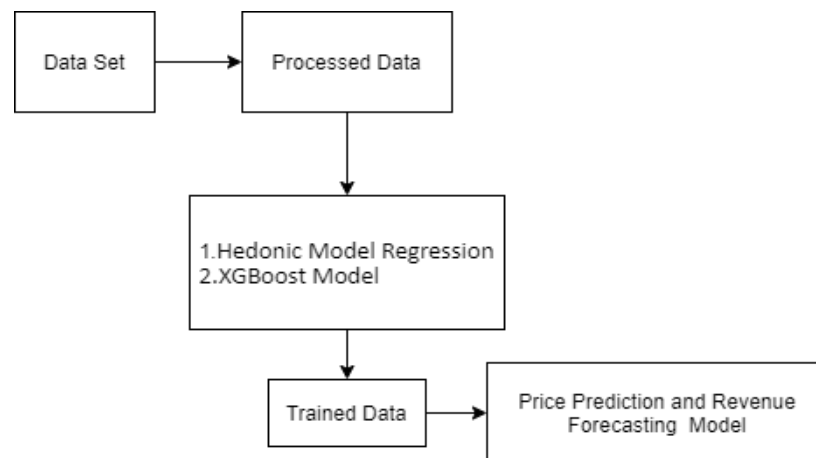 Data Set
Processed Data
1.Hedonic Model Regression
2.XGBoost Model
Trained Data
Price Prediction and Revenue
Forecasting Model